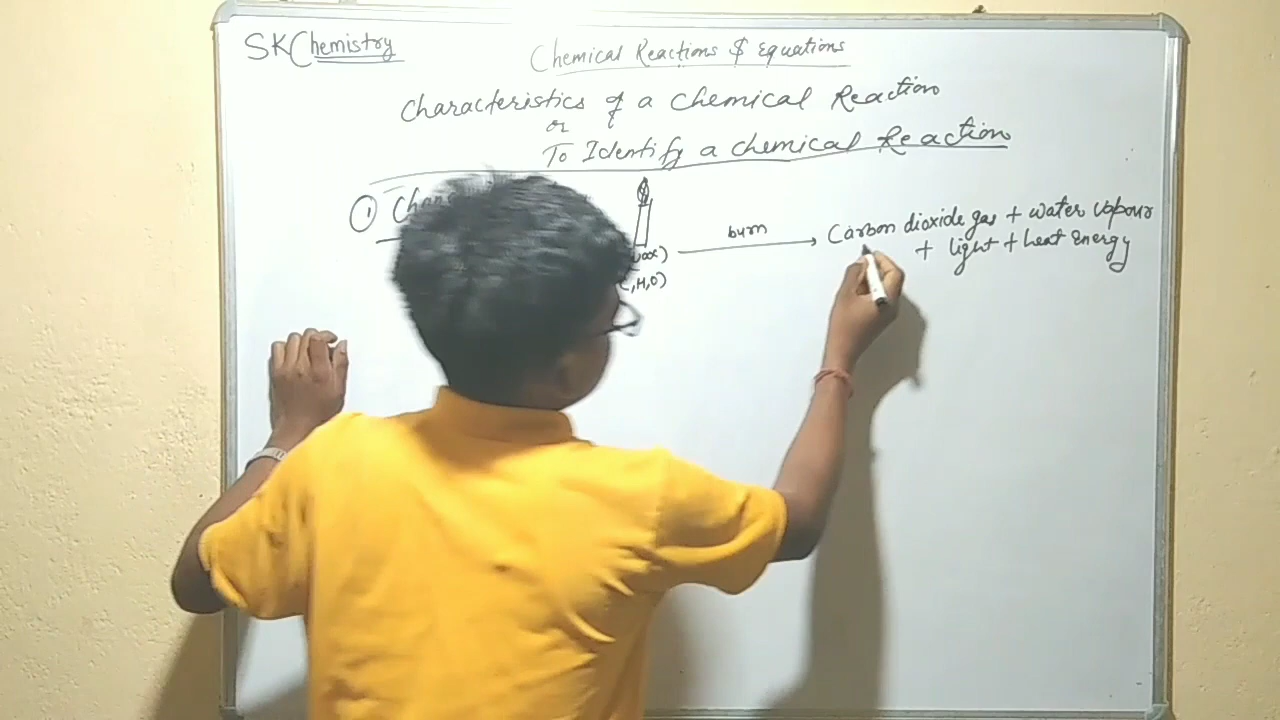 SKChemistry
Chemical Reactions & Equations
Characteristics of a chemical Reaction
or
To Identify a chemical Reaction
①
burn
Carbon dioxide gas + water vapour
+ light + heat energy
,H,O)